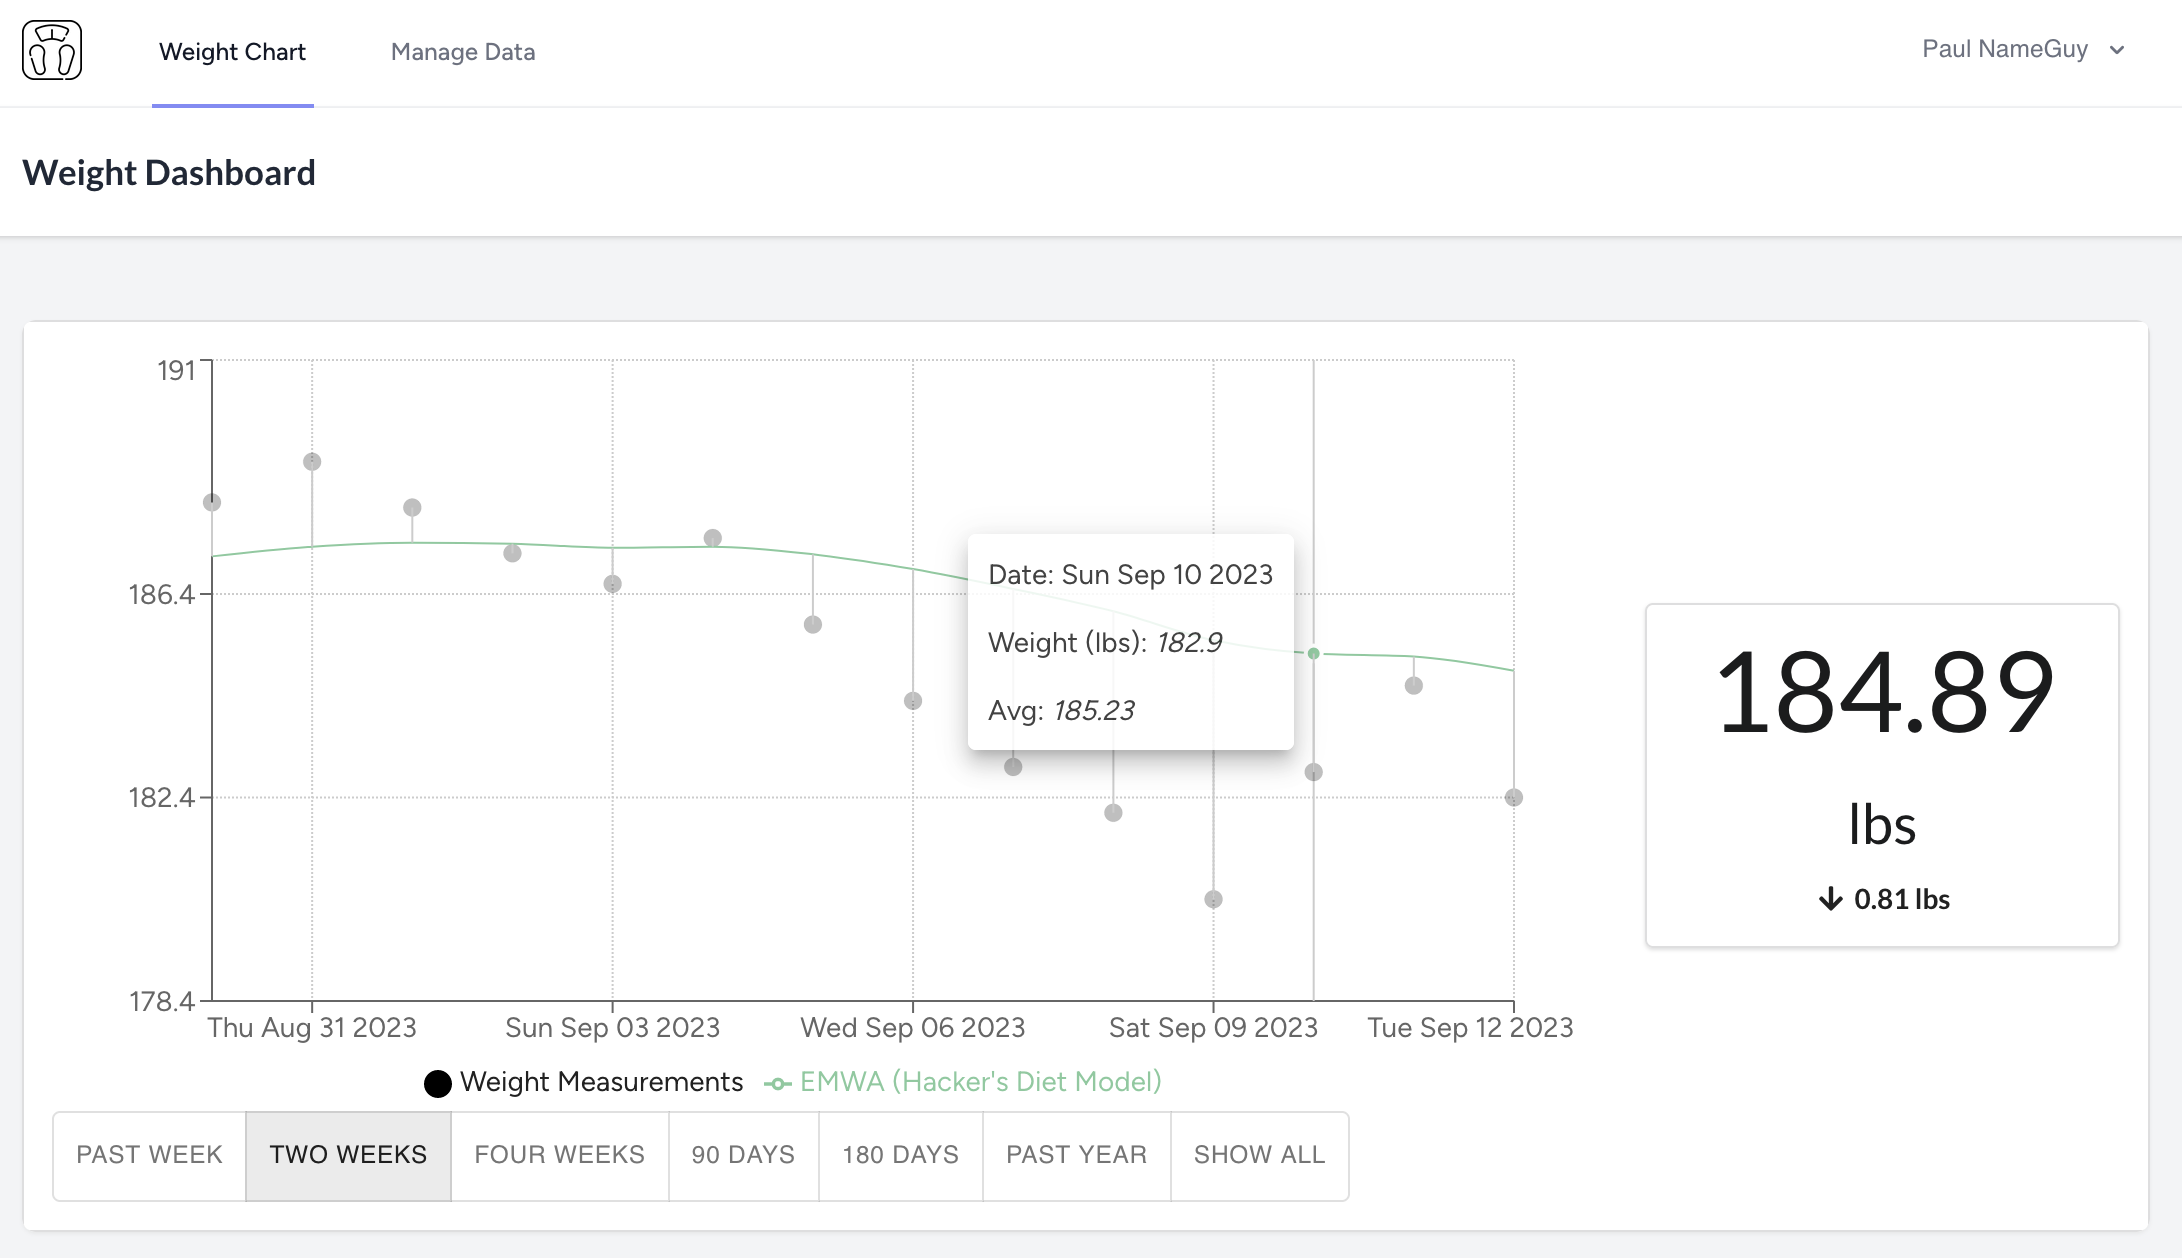 Weight Chart
Manage Data
Paul NameGuy
Weight Dashboard
191
186.4
182.4
178.4
Date: Sun Sep 10 2023
Weight (lbs): 182.9
Avg: 185.23
Thu Aug 31 2023
Sun Sep 03 2023
Wed Sep 06 2023
Sat Sep 09 2023
Tue Sep 12 2023
Weight Measurements
EMWA (Hacker's Diet Model)
184.89
lbs
0.81 lbs
PAST WEEK
TWO WEEKS
FOUR WEEKS
90 DAYS
180 DAYS
PAST YEAR
SHOW ALL